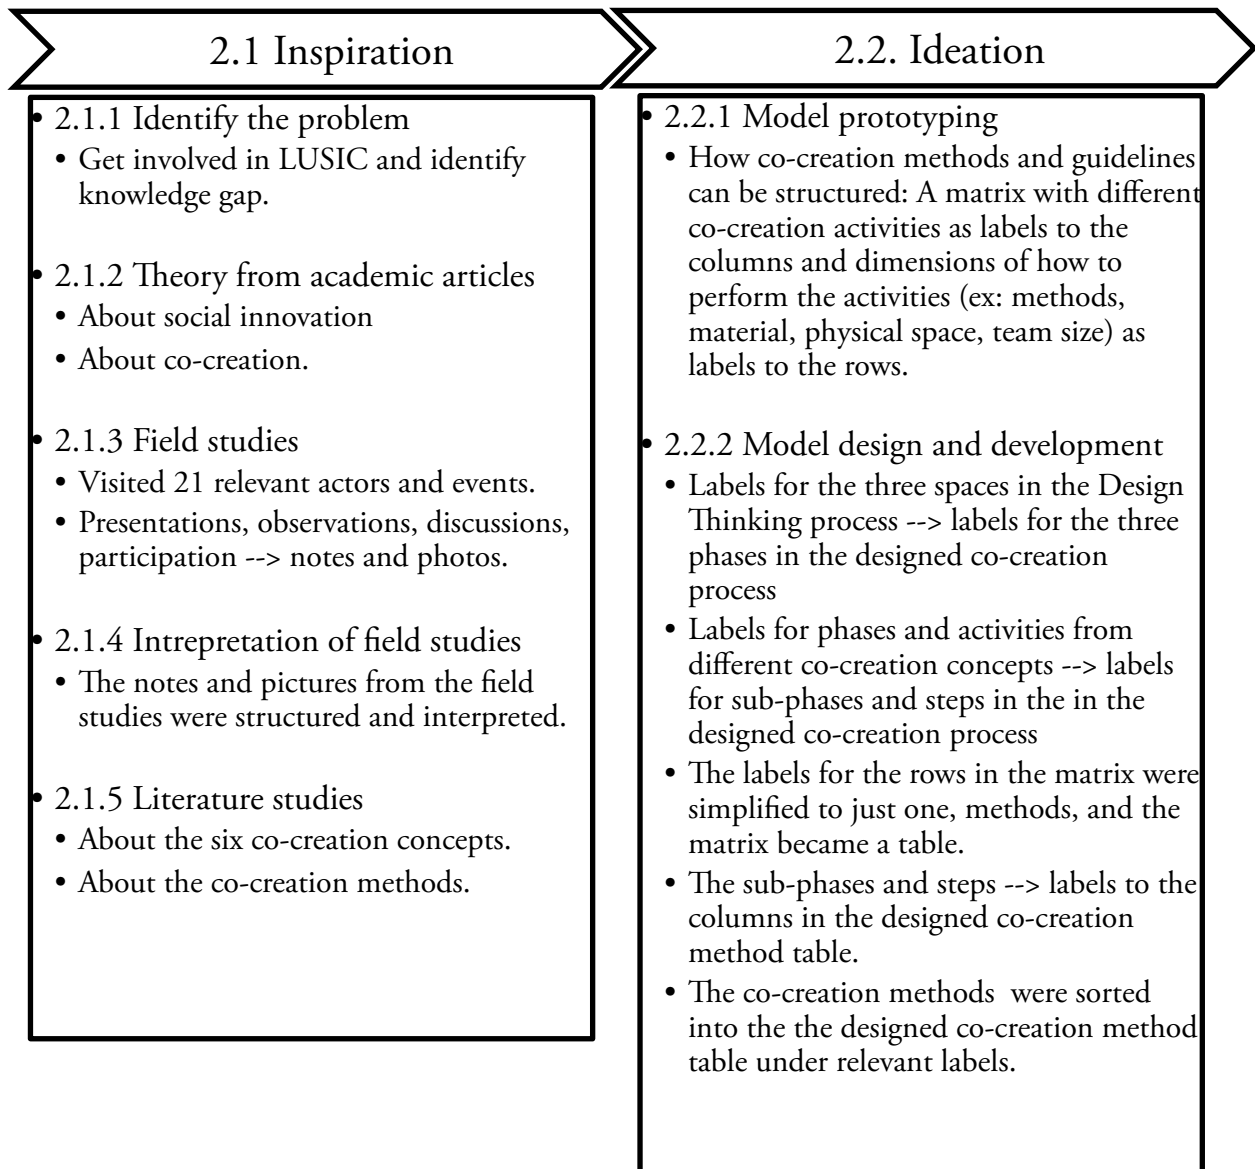 2.1 Inspiration
• 2.1.1 Identify the problem
• Get involved in LUSIC and identify
knowledge gap.
• 2.1.2 Theory from academic articles
• About social innovation
• About co-creation.
• 2.1.3 Field studies
• Visited 21 relevant actors and events.
• Presentations, observations, discussions,
participation --> notes and photos.
• 2.1.4 Intrepretation of field studies
• The notes and pictures from the field
studies were structured and interpreted.
• 2.1.5 Literature studies
• About the six co-creation concepts.
• About the co-creation methods.
2.2. Ideation
• 2.2.1 Model prototyping
• How co-creation methods and guidelines
can be structured: A matrix with different
co-creation activities as labels to the
columns and dimensions of how to
perform the activities (ex: methods,
material, physical space, team size) as
labels to the rows.
• 2.2.2 Model design and development
• Labels for the three spaces in the Design
Thinking process --> labels for the three
phases in the designed co-creation
process
• Labels for phases and activities from
different co-creation concepts --> labels
for sub-phases and steps in the in the
designed co-creation process
• The labels for the rows in the matrix were
simplified to just one, methods, and the
matrix became a table.
• The sub-phases and steps --> labels to the
columns in the designed co-creation
method table.
• The co-creation methods  were sorted
into the the designed co-creation method
table under relevant labels.